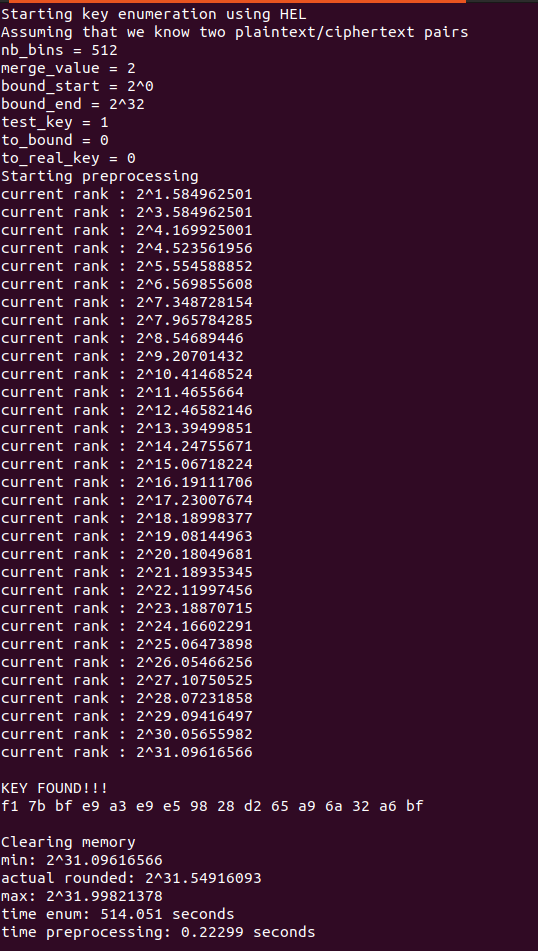 Starting key enumeration using HEL
Assuming that we know two plaintext/ciphertext pairs
nb_bins = 512
merge_value = 2
bound_start = 2^0
bound_end = 2^32
test_key = 1
to_bound = 0
to_real_key = 0
Starting preprocessing
current rank : 2^1.584962501
current rank : 2^3.584962501
current rank : 2^4.169925001
current rank : 2^4.523561956
current rank : 2^5.554588852
current rank : 2^6.569855608
current rank : 2^7.348728154
current rank : 2^7.965784285
current rank : 2^8.54689446
current rank : 2^9.20701432
current rank : 2^10.41468524
current rank : 2^11.4655664
current rank : 2^12.46582146
current rank : 2^13.39499851
current rank : 2^14.24755671
current rank : 2^15.06718224
current rank : 2^16.19111706
current rank : 2^17.23007674
current rank : 2^18.18998377
current rank : 2^19.08144963
current rank : 2^20.18049681
current rank : 2^21.18935345
current rank : 2^22.11997456
current rank : 2^23.18870715
current rank : 2^24.16602291
current rank : 2^25.06473898
current rank : 2^26.05466256
current rank : 2^27.10750525
current rank : 2^28.07231858
current rank : 2^29.09416497
current rank : 2^30.05655982
current rank : 2^31.09616566
KEY FOUND!!!
f1 7b bf e9 a3 e9 e5 98 28 d2 65 a9 6a 32 a6 bf
Clearing memory
min: 2^31.09616566
actual rounded: 2^31.54916093
max: 2^31.99821378
time enum: 514.051 seconds
time preprocessing: 0.22299 seconds